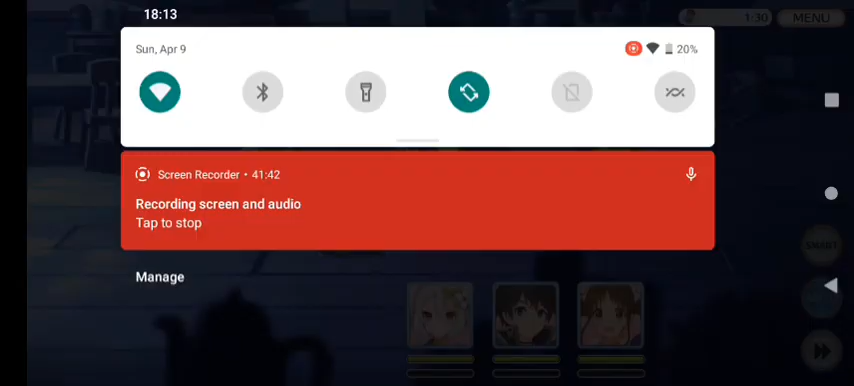 18:13
1:30 MENU
Sun, Apr 9
20%
Screen Recorder • 41:42
Recording screen and audio
Tap to stop
Manage
SMART